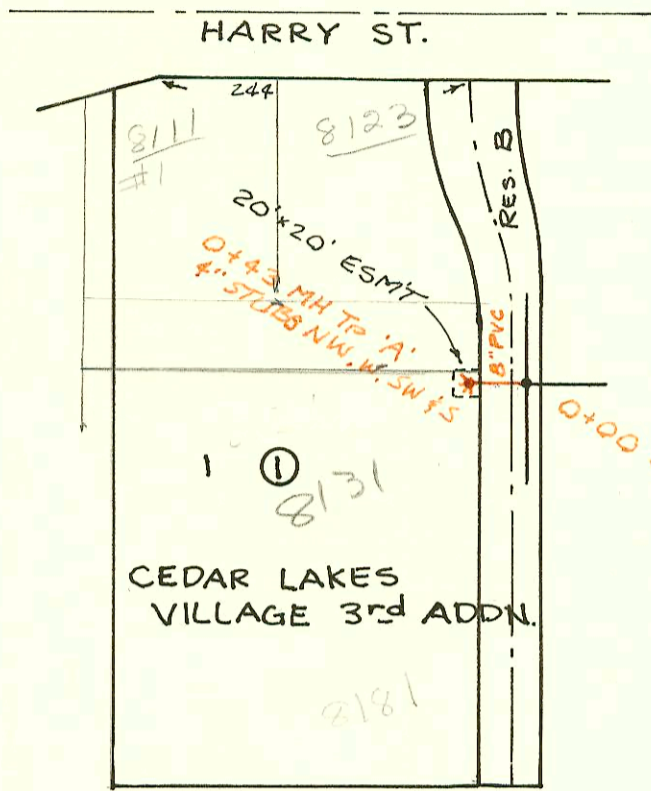 HARRY ST.
244
8111
#1
8123
RES. B
20'x20' ESMT
0+43 MH TP 'A'
4" STUBS NW, W, SW & S
8" PVC
0+00
1 1
8131
CEDAR LAKES
VILLAGE 3rd ADDN.
8181